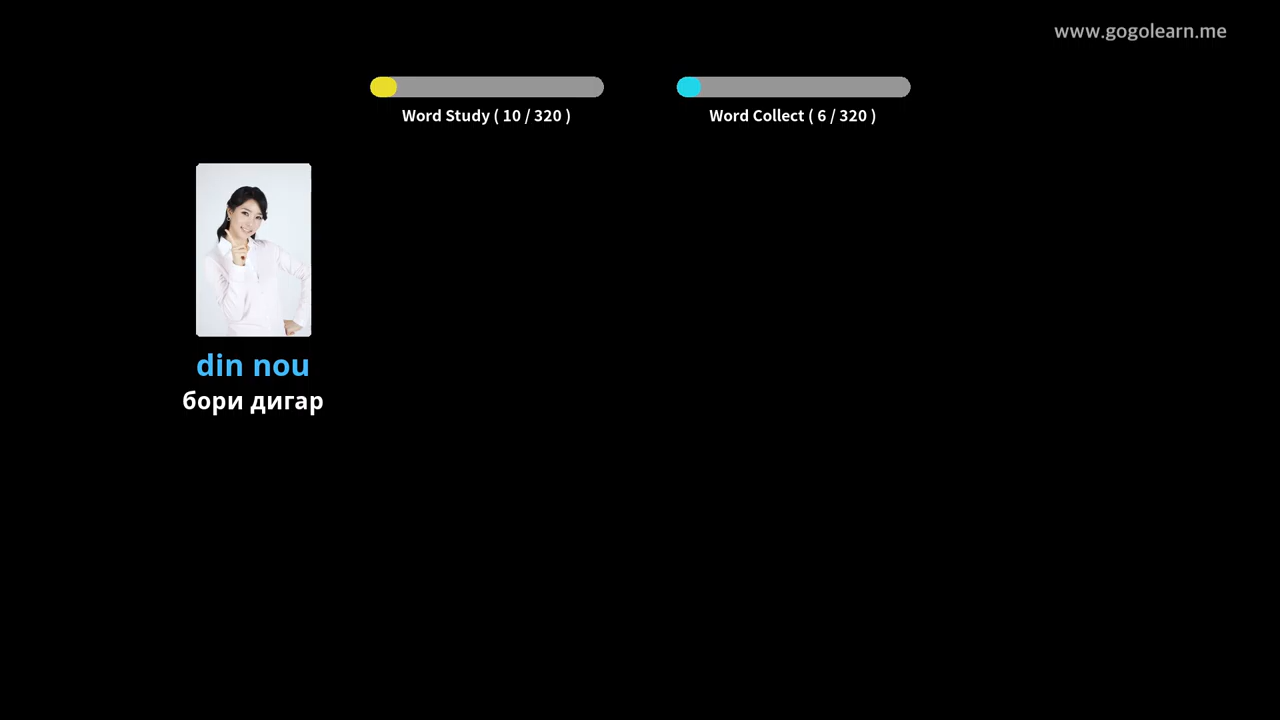 www.gogolearn.me
Word Study ( 10 / 320 )
Word Collect ( 6 / 320 )
din nou
бори дигар